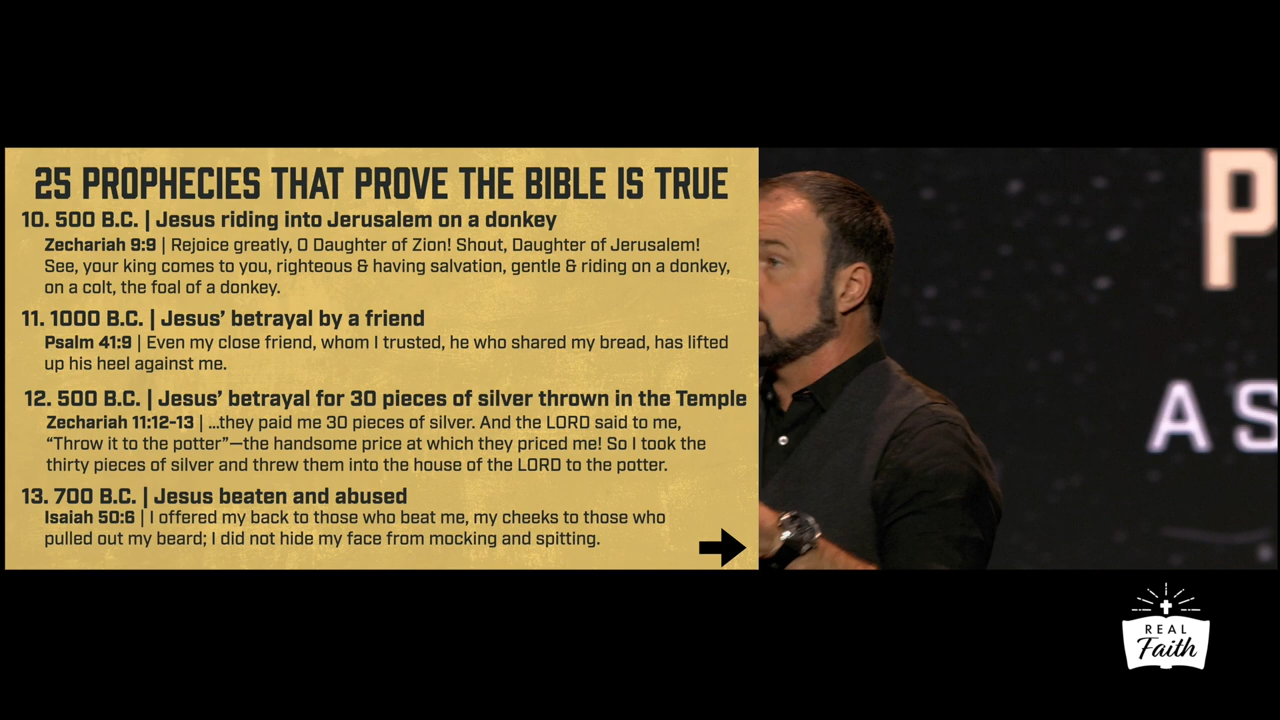 25 PROPHECIES THAT PROVE THE BIBLE IS TRUE
10. 500 B.C. | Jesus riding into Jerusalem on a donkey
Zechariah 9:9 | Rejoice greatly, O Daughter of Zion! Shout, Daughter of Jerusalem!
See, your king comes to you, righteous & having salvation, gentle & riding on a donkey,
on a colt, the foal of a donkey.
11. 1000 B.C. | Jesus’ betrayal by a friend
Psalm 41:9 | Even my close friend, whom I trusted, he who shared my bread, has lifted
up his heel against me.
12. 500 B.C. | Jesus’ betrayal for 30 pieces of silver thrown in the Temple
Zechariah 11:12-13 | ...they paid me 30 pieces of silver. And the LORD said to me,
“Throw it to the potter”—the handsome price at which they priced me! So I took the
thirty pieces of silver and threw them into the house of the LORD to the potter.
13. 700 B.C. | Jesus beaten and abused
Isaiah 50:6 | I offered my back to those who beat me, my cheeks to those who
pulled out my beard; I did not hide my face from mocking and spitting.
P
A S
REAL
Faith